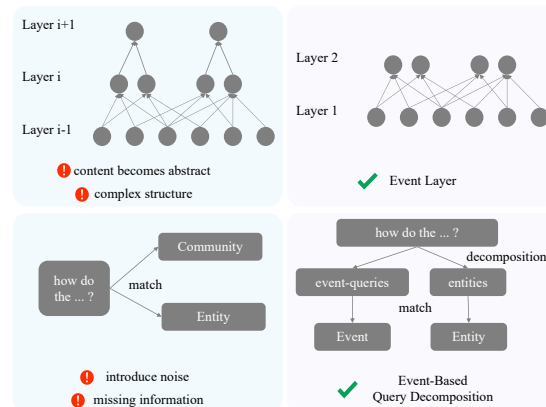 Layer i+1
Layer i
Layer i-1
! content becomes abstract
! complex structure
Layer 2
Layer 1
Event Layer
how do
the ... ?
match
Community
Entity
! introduce noise
! missing information
how do the ... ?
decomposition
event-queries
entities
match
Event
Entity
Event-Based
Query Decomposition